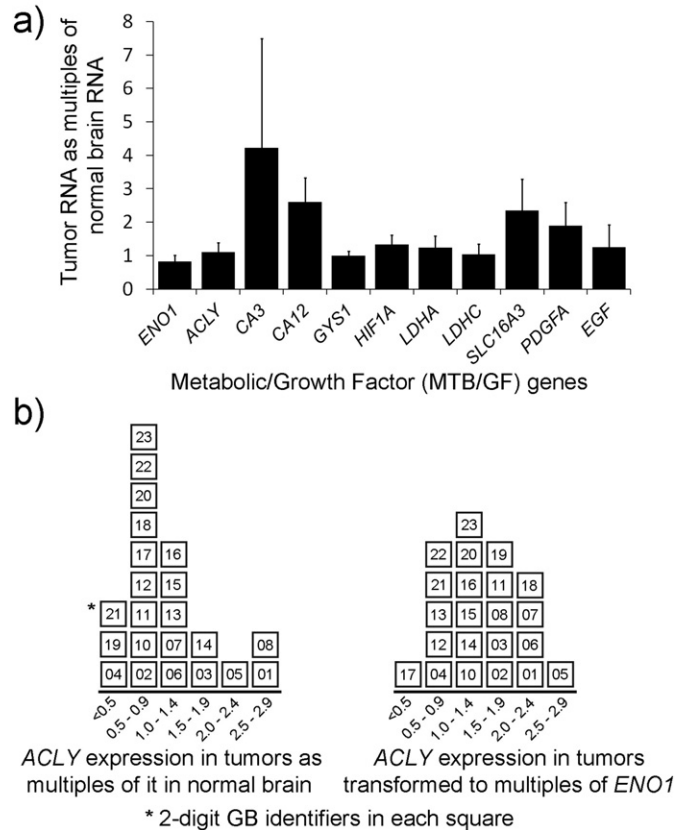 a)
Tumor RNA as multiples of
normal brain RNA
8
7
6
5
4
3
2
1
0
ENO1 ACLY CA3 CA12 GYS1 HIF1A LDHA LDHC SLC16A3 PDGFA EGF
Metabolic/Growth Factor (MTB/GF) genes
b)
23
22
20
18
17 16
12 15
* 21 11 13
19 10 07 14 08
04 02 06 03 05 01
<0.5 0.5 - 0.9 1.0 - 1.4 1.5 - 1.9 2.0 - 2.4 2.5 - 2.9
ACLY expression in tumors as
multiples of it in normal brain
23
22 20 19
21 16 11 18
13 15 08 07
12 14 03 06
17 04 10 02 01 05
<0.5 0.5 - 0.9 1.0 - 1.4 1.5 - 1.9 2.0 - 2.4 2.5 - 2.9
ACLY expression in tumors
transformed to multiples of ENO1
* 2-digit GB identifiers in each square